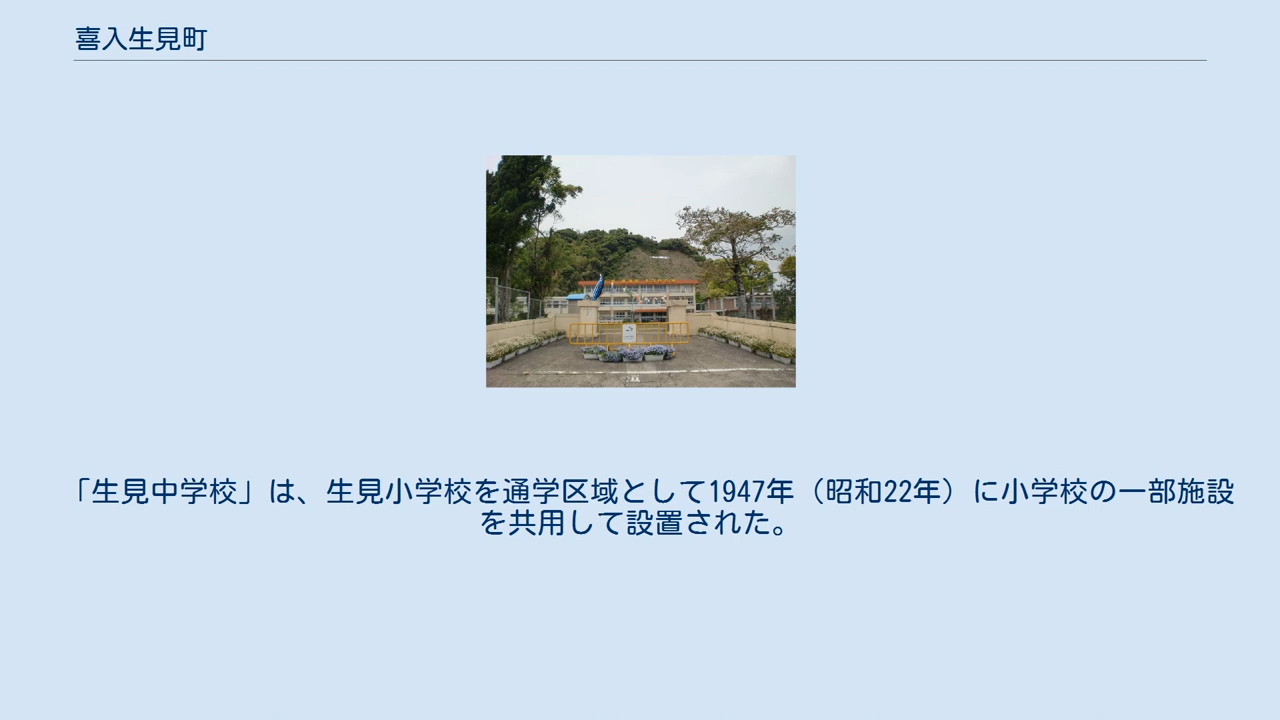 喜入生見町
「生見中学校」は、生見小学校を通学区域として1947年（昭和22年）に小学校の一部施設
を共用して設置された。